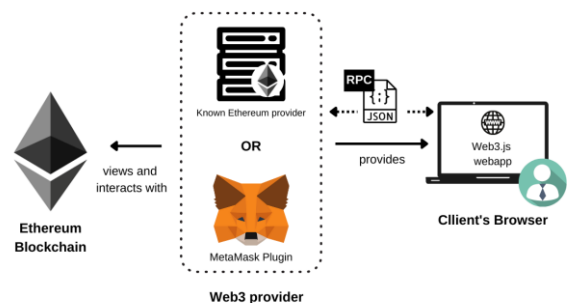 Ethereum
Blockchain
views and
interacts with
Known Ethereum provider
OR
MetaMask Plugin
Web3 provider
RPC
{;}
JSON
provides
WWW
Web3.js
webapp
Cllient's Browser